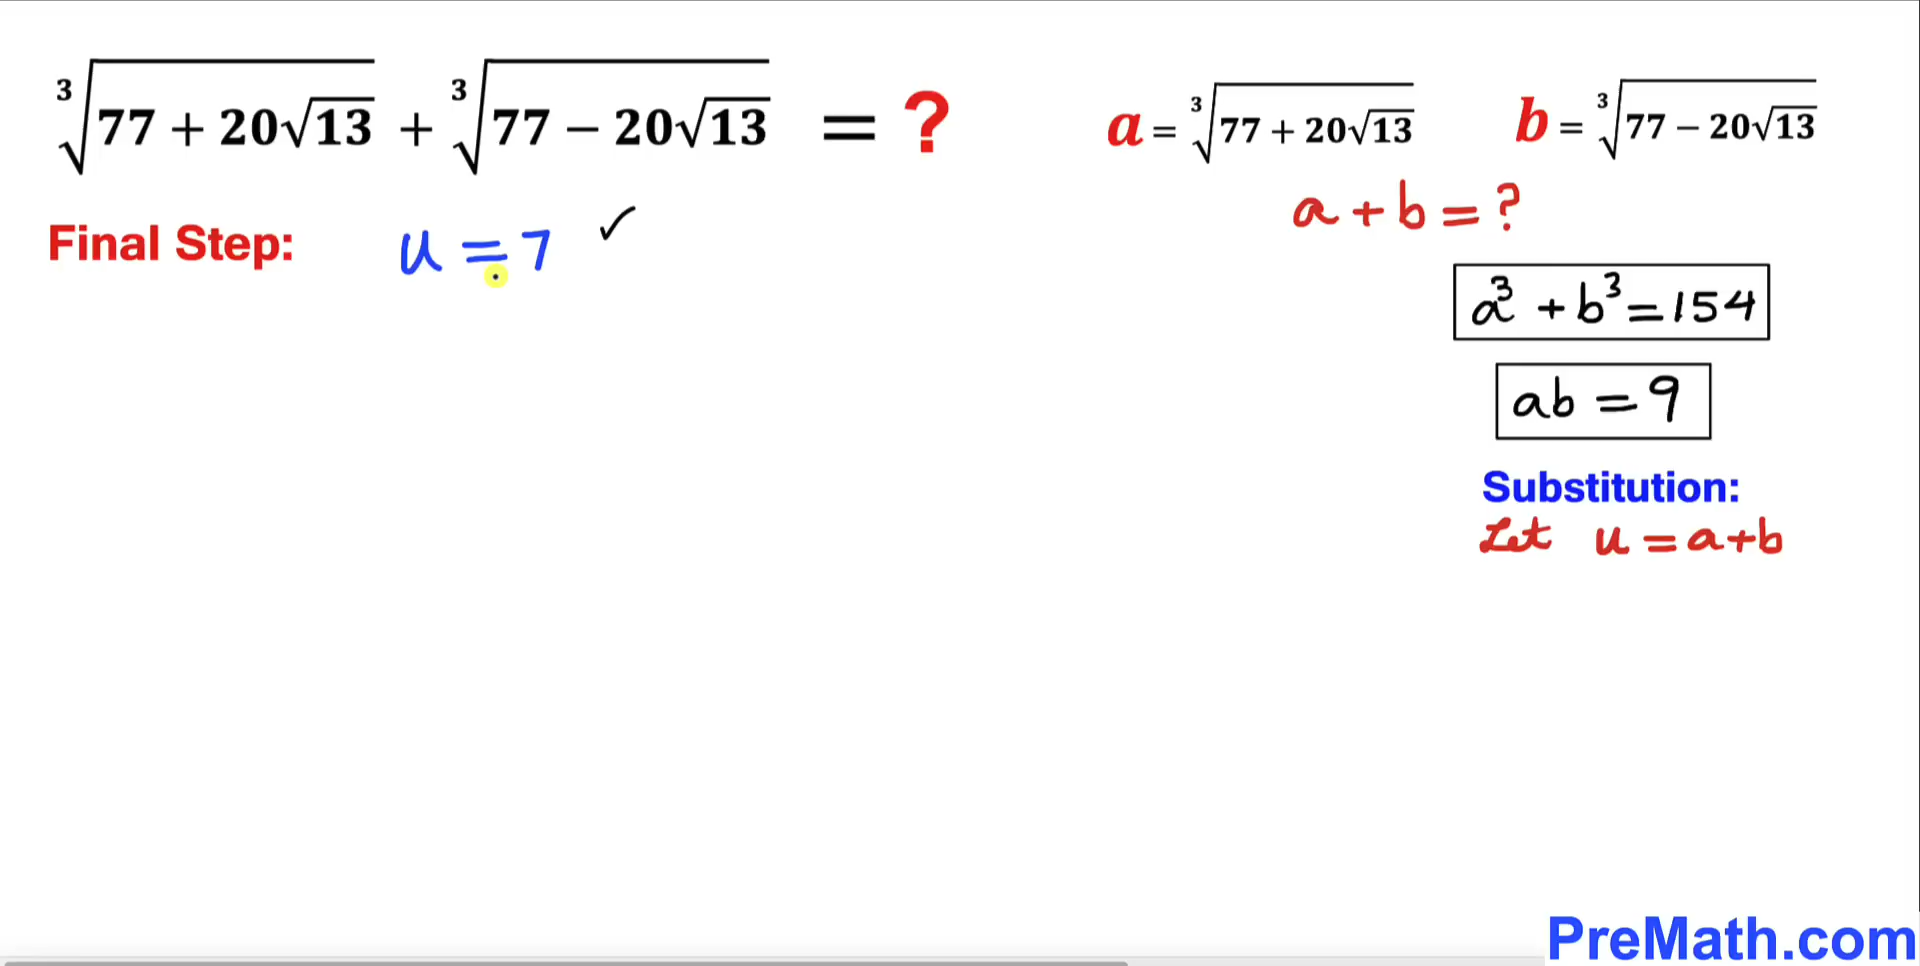 ∛(77 + 20√13) + ∛(77 − 20√13) = ?
a = ∛(77 + 20√13)
b = ∛(77 − 20√13)
a + b = ?
Final Step: u = 7 ✓
a³ + b³ = 154
ab = 9
Substitution:
Let u = a+b
PreMath.com